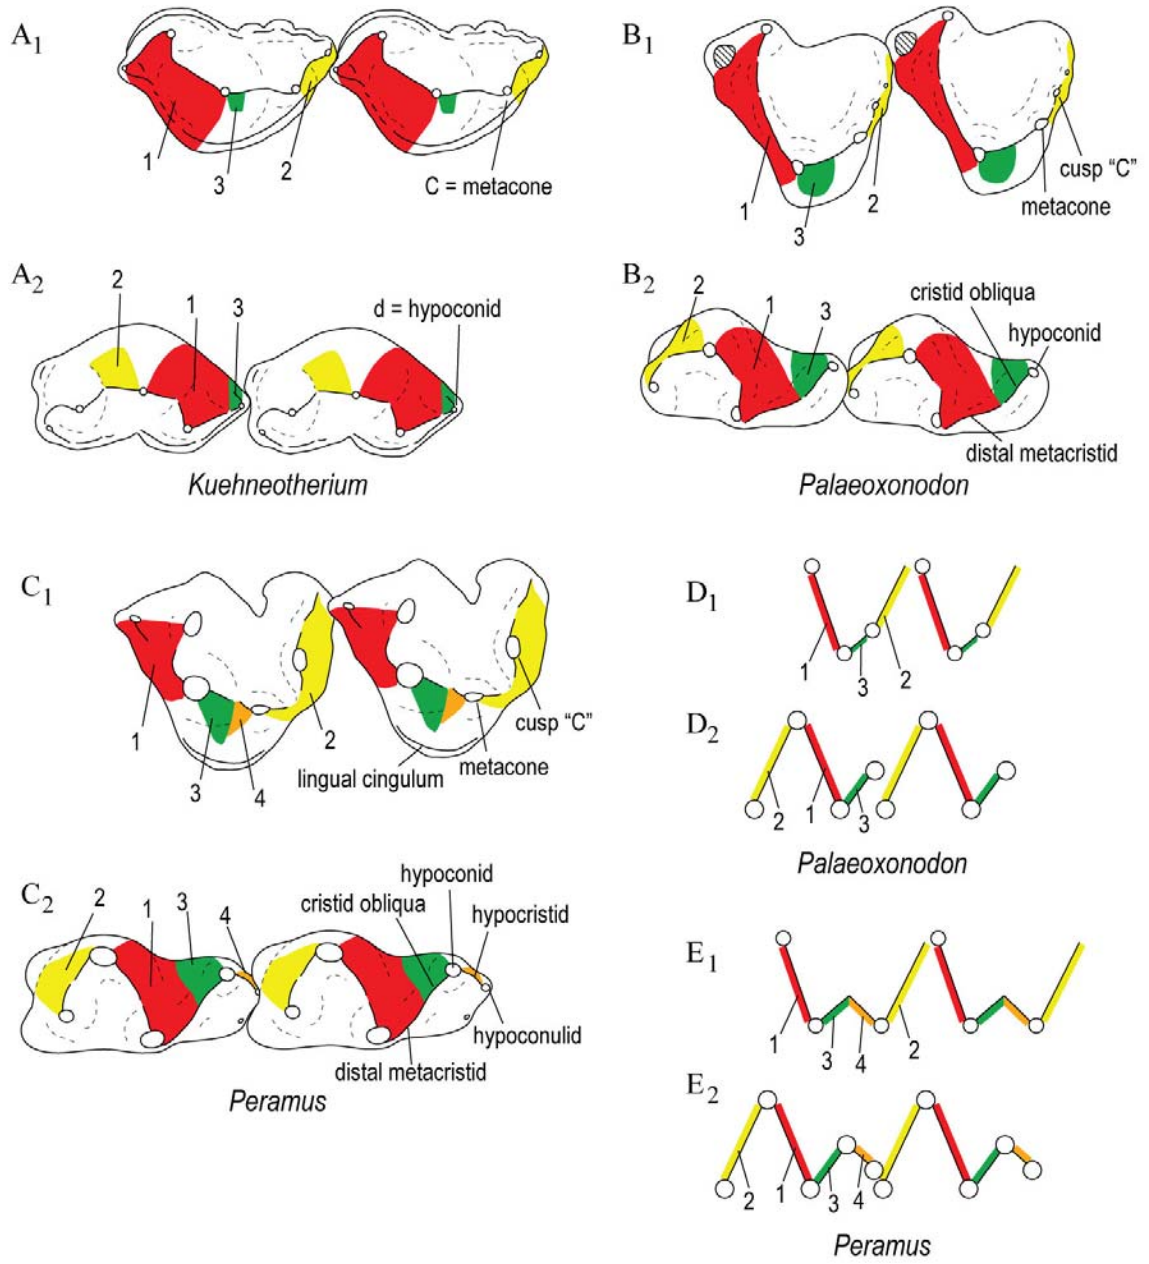 A1
1
3
2
C = metacone
B1
1
3
2
cusp “C”
metacone
A2
2
1
3
d = hypoconid
Kuehneotherium
B2
2
1
3
cristid obliqua
hypoconid
distal metacristid
Palaeoxonodon
C1
1
3
4
2
lingual cingulum
metacone
cusp “C”
D1
1
3
2
D2
2
1
3
Palaeoxonodon
C2
2
1
3
4
cristid obliqua
hypoconid
hypocristid
hypoconulid
distal metacristid
Peramus
E1
1
3
4
2
E2
2
1
3
4
Peramus